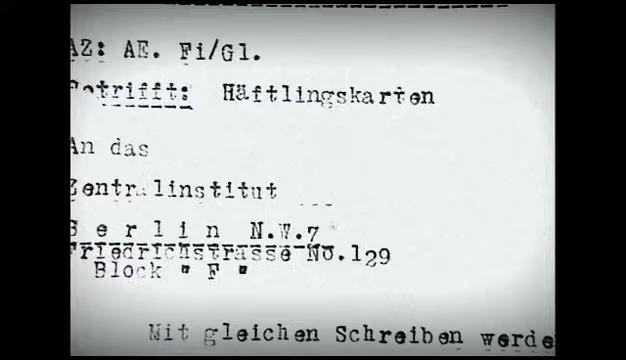 AZ: AE. Fi/Gl.
Betrifft: Häftlingskarten
An das
Zentralinstitut
Berlin N.W.7
Friedrichstrasse No.129
Block "F"
Mit gleichen Schreiben werde